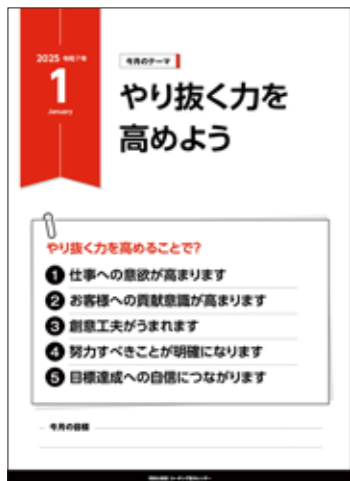 2025 令和7年
1
January
今月のテーマ
やり抜く力を
高めよう
やり抜く力を高めることで?
1 仕事への意欲が高まります
2 お客様への貢献意識が高まります
3 創意工夫がうまれます
4 努力すべきことが明確になります
5 目標達成への自信につながります
今月の目標